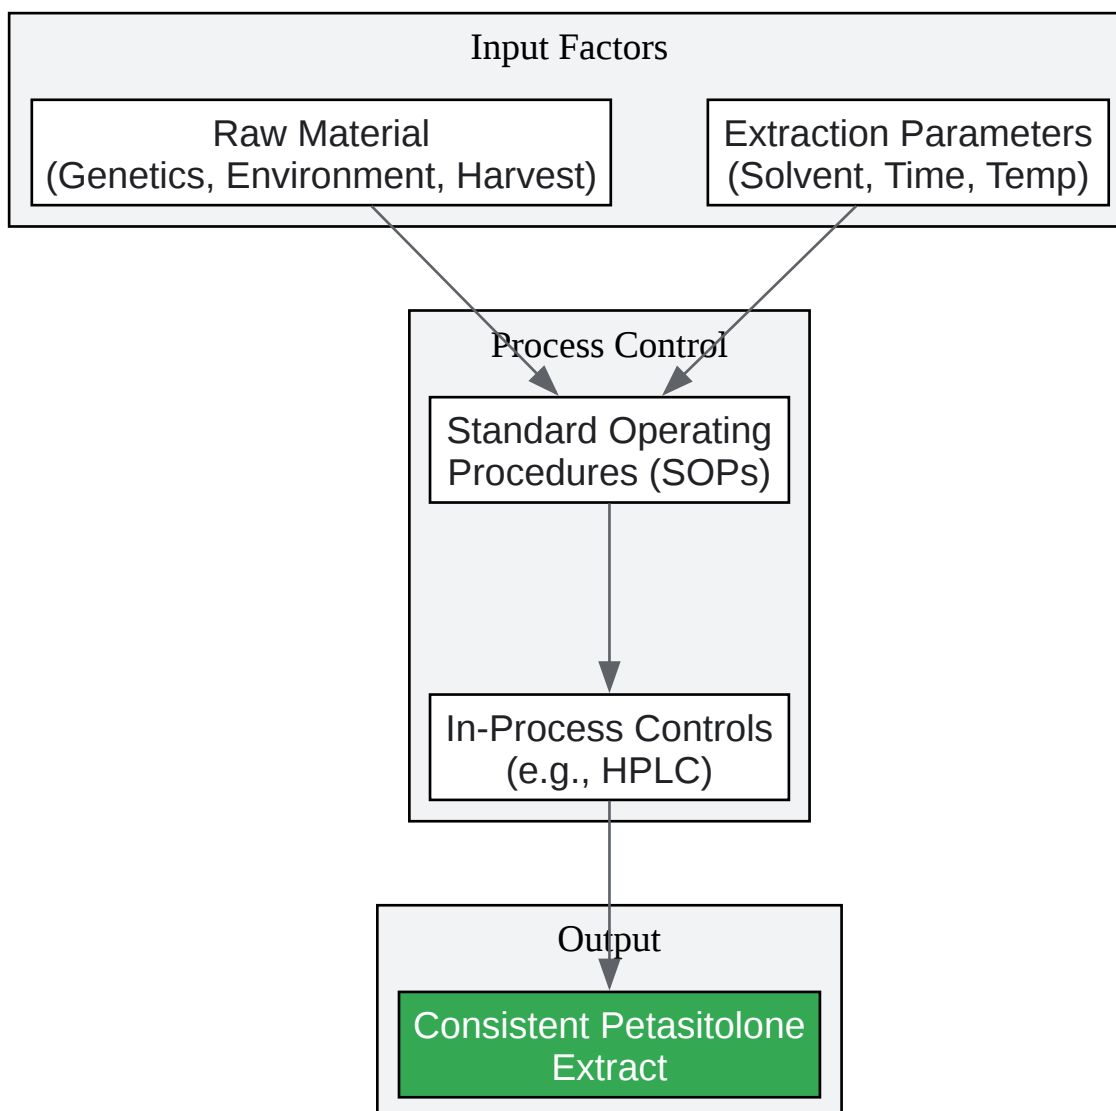 Input Factors
Raw Material
(Genetics, Environment, Harvest)
Extraction Parameters
(Solvent, Time, Temp)
Process Control
Standard Operating
Procedures (SOPs)
In-Process Controls
(e.g., HPLC)
Output
Consistent Petasitolone
Extract